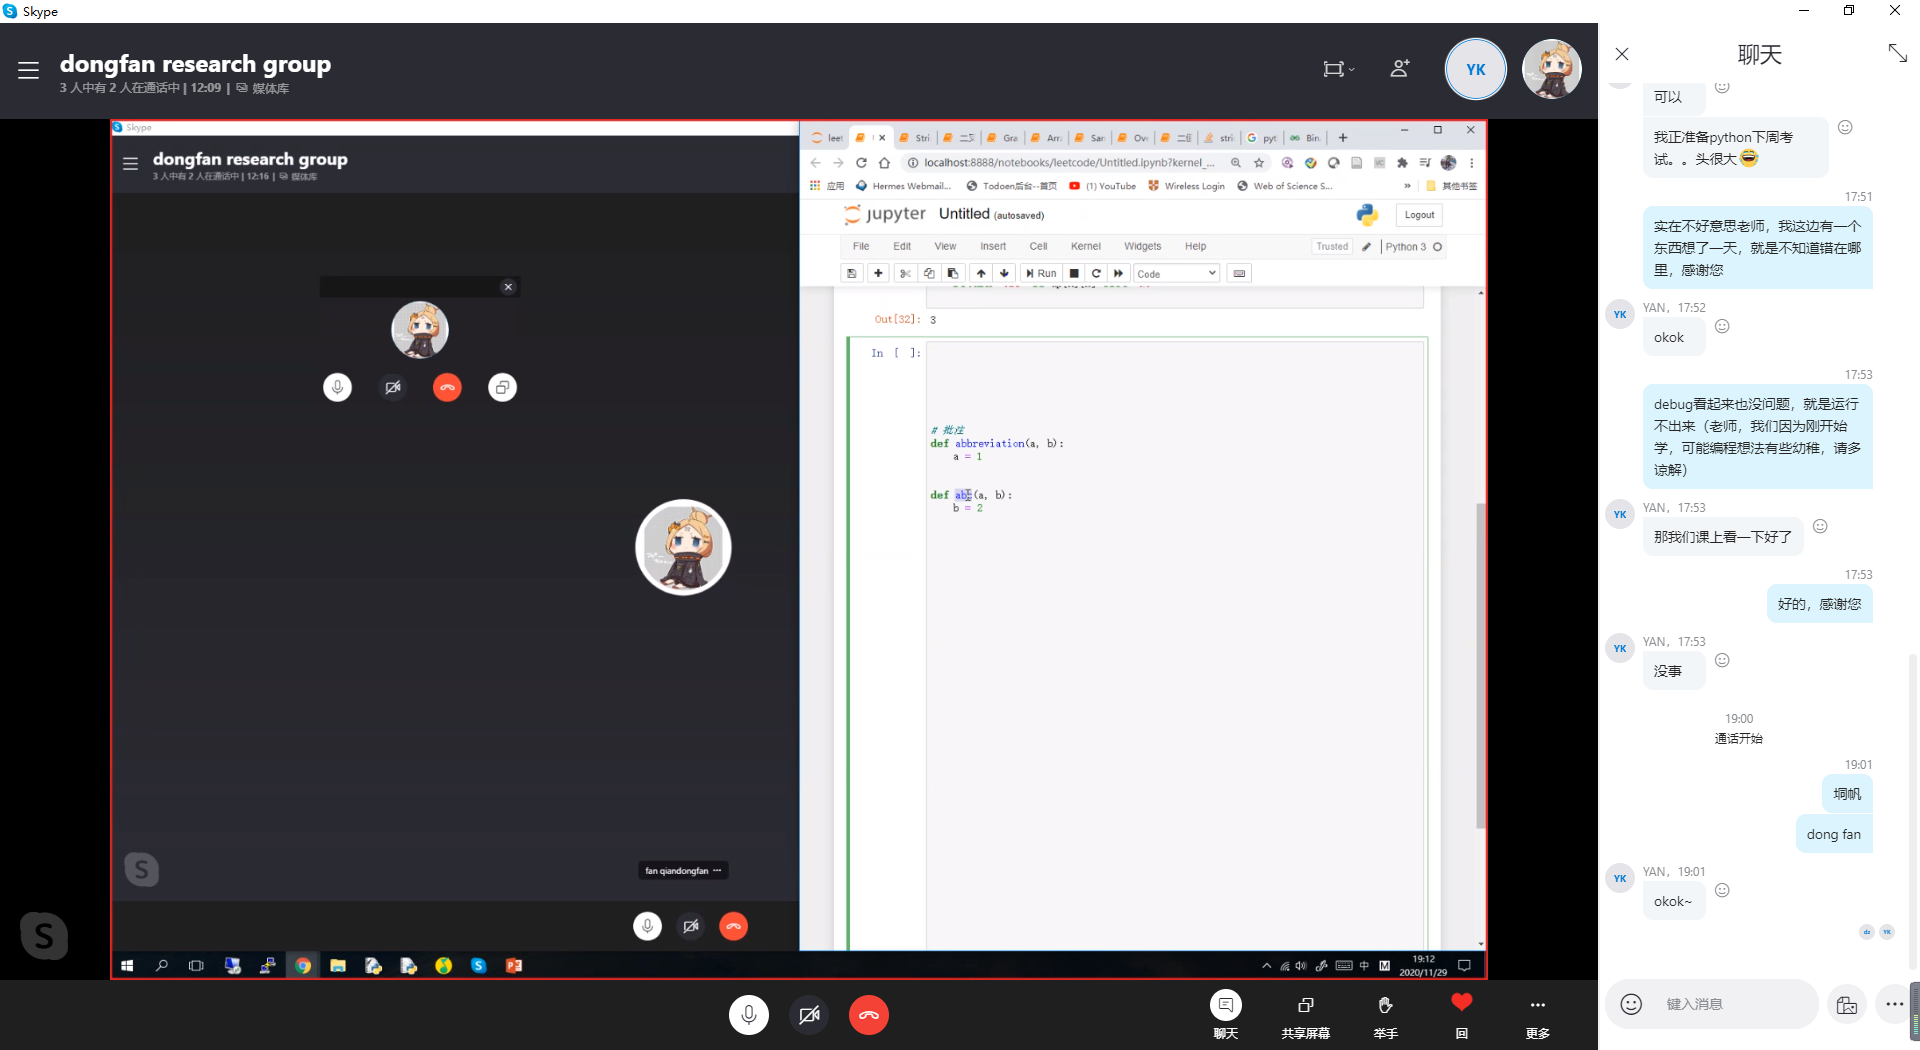 Skype
dongfan research group
3 人中有 2 人在通话中 | 12:09 | 媒体库
YK
Skype
dongfan research group
3 人中有 2 人在通话中 | 12:16 | 媒体库
fan qiandongfan ···
leet
Stri
二叉
Gra
Arr
San
Ov
stri
pyt
Bin
localhost:8888/notebooks/leetcode/Untitled.ipynb?kernel_...
应用
Hermes Webmail...
Todoen后台--首页
(1) YouTube
Wireless Login
Web of Science S...
»
其他书签
jupyter Untitled (autosaved)
Logout
File Edit View Insert Cell Kernel Widgets Help
Trusted
Python 3
Run
Code
Out[32]: 3
In [ ]:
# 批注
def abbreviation(a, b):
a = 1
(a, b):
b = 2
中
M
19:12
2020/11/29
聊天
共享屏幕
举手
回
更多
聊天
可以
我正准备python下周考
试。。头很大
17:51
实在不好意思老师，我这边有一个
东西想了一天，就是不知道错在哪
里，感谢您
YK
YAN，17:52
okok
17:53
debug看起来也没问题，就是运行
不出来（老师，我们因为刚开始
学，可能编程想法有些幼稚，请多
谅解）
YK
YAN，17:53
那我们课上看一下好了
17:53
好的，感谢您
YK
YAN，17:53
没事
19:00
通话开始
19:01
垌帆
dong fan
YK
YAN，19:01
okok~
dz
YK
键入消息